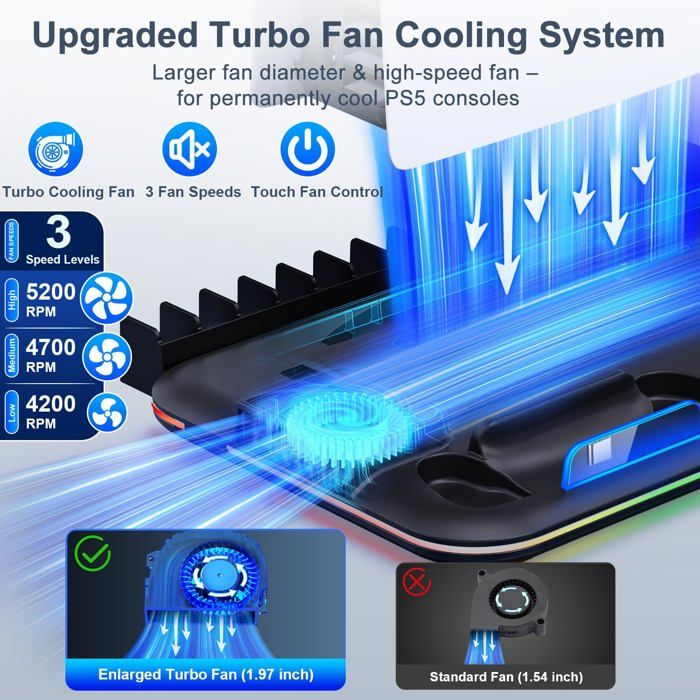 Upgraded Turbo Fan Cooling System
Larger fan diameter & high-speed fan –
for permanently cool PS5 consoles
Turbo Cooling Fan
3 Fan Speeds
Touch Fan Control
FAN SPEEDS
3
Speed Levels
High
5200
RPM
Medium
4700
RPM
Low
4200
RPM
Enlarged Turbo Fan (1.97 inch)
Standard Fan (1.54 inch)